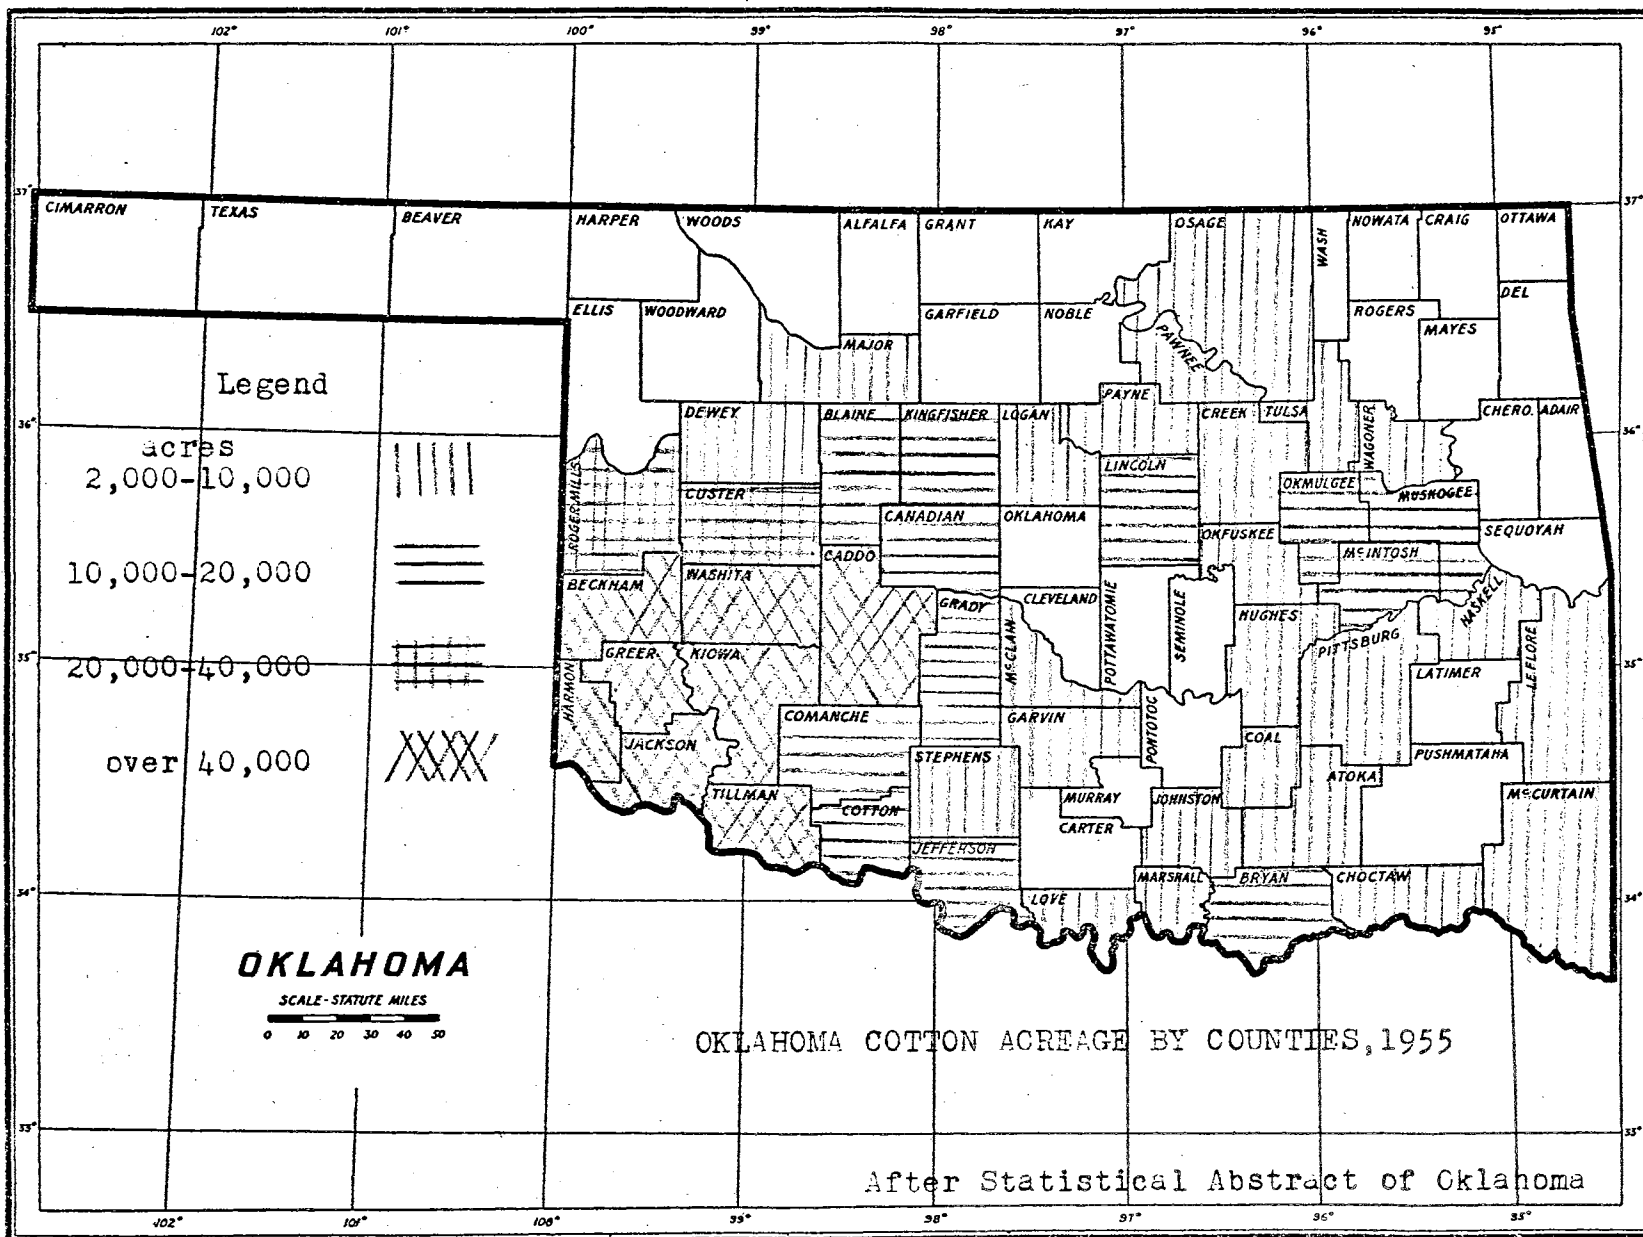 102° 101° 100° 99° 98° 97° 96° 95°
37° 37°
CIMARRON TEXAS BEAVER HARPER WOODS ALFALFA GRANT KAY OSAGE WASH NOWATA CRAIG OTTAWA
DEL
ELLIS WOODWARD GARFIELD NOBLE ROGERS
MAYES
MAJOR PAWNEE
Legend
PAYNE
DEWEY BLAINE KINGFISHER LOGAN CREEK TULSA WAGONER CHERO. ADAIR
36° 36°
acres
2,000-10,000
LINCOLN
ROGER MILLS CUSTER OKMULGEE MUSKOGEE
CANADIAN OKLAHOMA
OKFUSKEE SEQUOYAH
CADDO MCINTOSH
10,000-20,000
BECKHAM WASHITA
GRADY CLEVELAND POTTAWATOMIE SEMINOLE HUGHES HASKELL
MCCLAIN PITTSBURG LEFLORE
35° 35°
20,000-40,000
GREER KIOWA
LATIMER
HARMON COMANCHE GARVIN PONTOTOC
COAL
JACKSON
over 40,000
STEPHENS PUSHMATAHA
ATOKA
TILLMAN MURRAY JOHNSTON MCCURTAIN
COTTON
CARTER
JEFFERSON
MARSHALL BRYAN CHOCTAW
34° 34°
LOVE
OKLAHOMA
SCALE-STATUTE MILES
0 10 20 30 40 50
OKLAHOMA COTTON ACREAGE BY COUNTIES,1955
33° 33°
After Statistical Abstract of Oklahoma
102° 101° 100° 99° 98° 97° 96° 95°